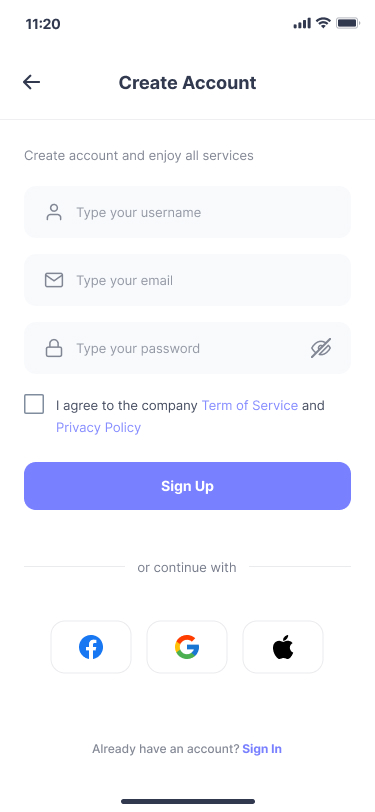 11:20
Create Account
Create account and enjoy all services
Type your username
Type your email
Type your password
I agree to the company Term of Service and
Privacy Policy
Sign Up
or continue with
Already have an account? Sign In